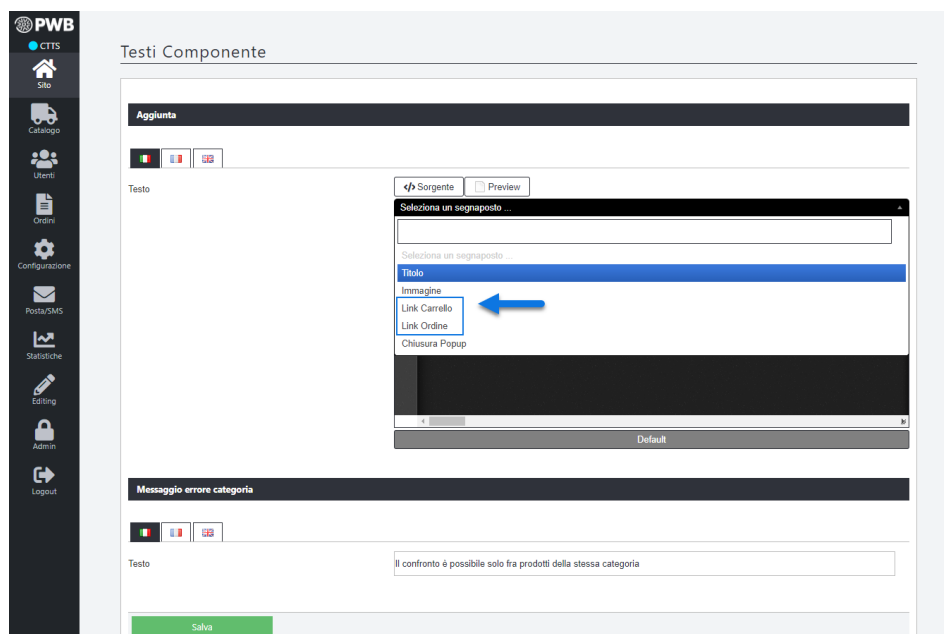 PWB
CTTS
Sito
Catalogo
Utenti
Ordini
Configurazione
Posta/SMS
Statistiche
Editing
Admin
Logout
Testi Componente
Aggiunta
Testo
</> Sorgente
Preview
Seleziona un segnaposto ...
Seleziona un segnaposto ...
Titolo
Immagine
Link Carrello
Link Ordine
Chiusura Popup
Default
Messaggio errore categoria
Testo
Il confronto è possibile solo fra prodotti della stessa categoria
Salva